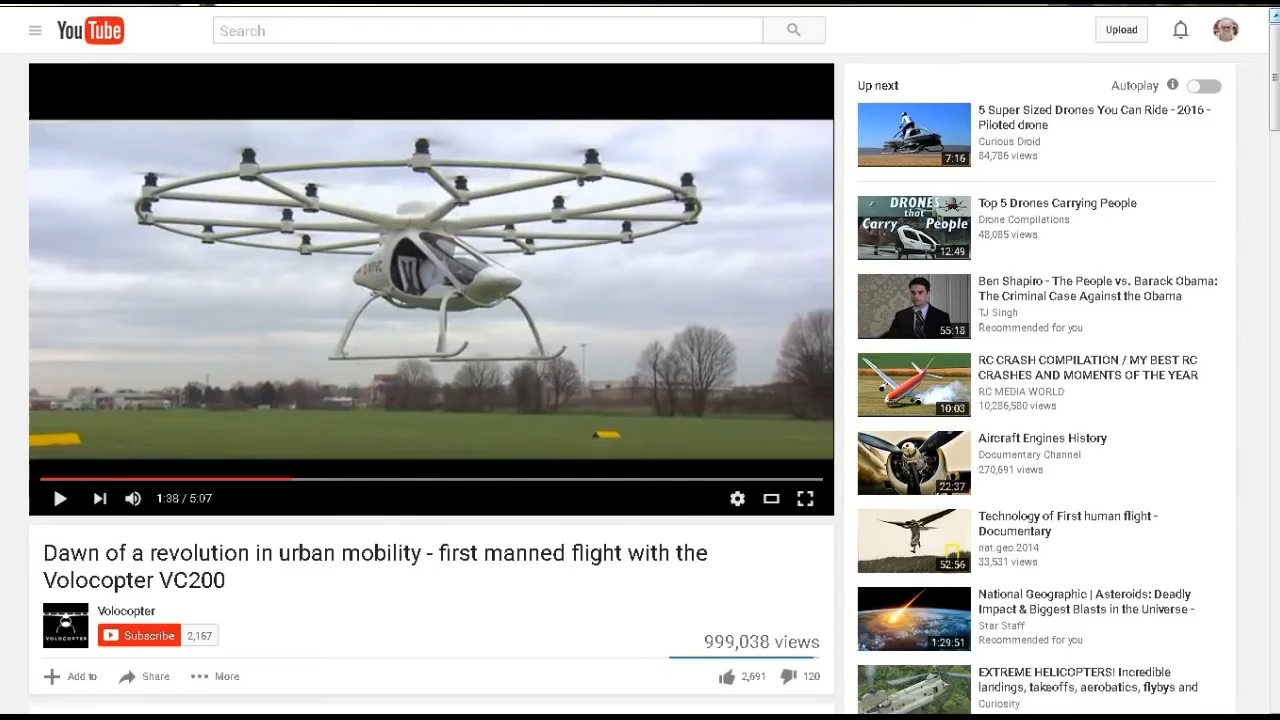 YouTube
Search
Upload
1:38 / 5:07
Dawn of a revolution in urban mobility - first manned flight with the
Volocopter VC200
VOLOCOPTER
Volocopter
Subscribe 2,167
999,038 views
Add to Share More
2,691 120
Up next
Autoplay
7:16
5 Super Sized Drones You Can Ride - 2016 -
Piloted drone
Curious Droid
84,786 views
DRONES
that
Carry People
12:49
Top 5 Drones Carrying People
Drone Compilations
48,085 views
55:18
Ben Shapiro - The People vs. Barack Obama:
The Criminal Case Against the Obama
TJ Singh
Recommended for you
10:03
RC CRASH COMPILATION / MY BEST RC
CRASHES AND MOMENTS OF THE YEAR
RC MEDIA WORLD
10,286,580 views
22:37
Aircraft Engines History
Documentary Channel
270,691 views
52:56
Technology of First human flight -
Documentary
nat.geo.2014
33,531 views
1:29:51
National Geographic | Asteroids: Deadly
Impact & Biggest Blasts in the Universe -
Star Staff
Recommended for you
EXTREME HELICOPTERS! Incredible
landings, takeoffs, aerobatics, flybys and
Curiosity